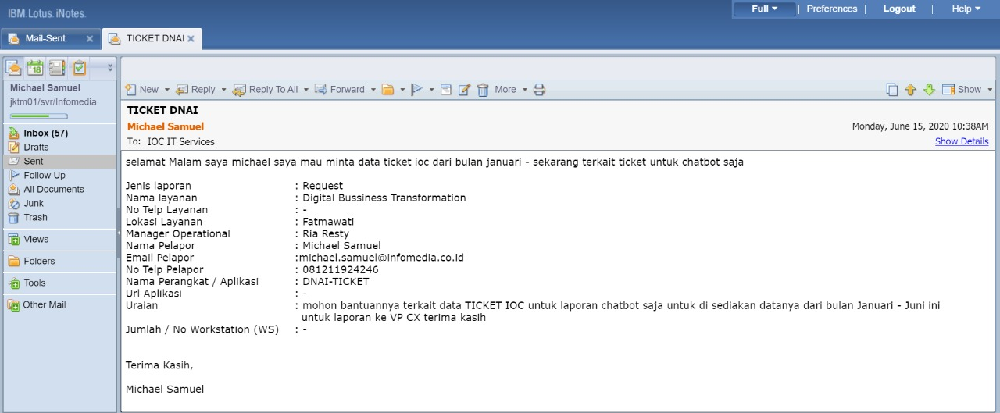 IBM.Lotus.iNotes.
Full | Preferences | Logout | Help
Mail-Sent TICKET DNAI
18
Michael Samuel
jktm01/svr/Infomedia
New Reply Reply To All Forward More Show
TICKET DNAI
Michael Samuel Monday, June 15, 2020 10:38AM
To: IOC IT Services Show Details
Inbox (57)
Drafts
Sent
Follow Up
All Documents
Junk
Trash
Views
Folders
Tools
Other Mail
selamat Malam saya michael saya mau minta data ticket ioc dari bulan januari - sekarang terkait ticket untuk chatbot saja
Jenis laporan : Request
Nama layanan : Digital Bussiness Transformation
No Telp Layanan : -
Lokasi Layanan : Fatmawati
Manager Operational : Ria Resty
Nama Pelapor : Michael Samuel
Email Pelapor :michael.samuel@infomedia.co.id
No Telp Pelapor : 081211924246
Nama Perangkat / Aplikasi : DNAI-TICKET
Url Aplikasi : -
Uraian : mohon bantuannya terkait data TICKET IOC untuk laporan chatbot saja untuk di sediakan datanya dari bulan Januari - Juni ini
untuk laporan ke VP CX terima kasih
Jumlah / No Workstation (WS) : -
Terima Kasih,
Michael Samuel